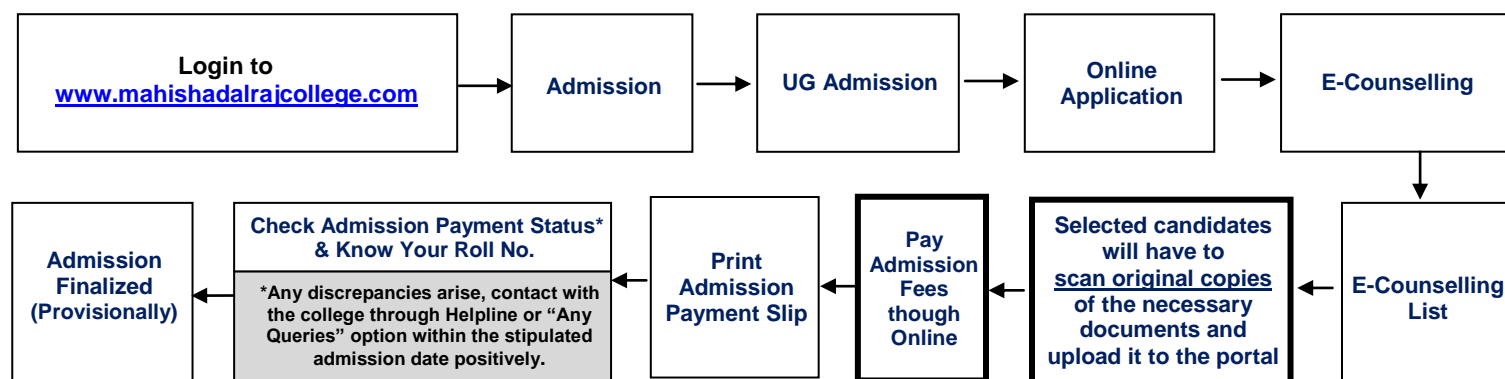 Login to
www.mahishadalrajcollege.com
Admission
UG Admission
Online
Application
E-Counselling
E-Counselling
List
Selected candidates
will have to
scan original copies
of the necessary
documents and
upload it to the portal
Pay
Admission
Fees
though
Online
Print
Admission
Payment Slip
Check Admission Payment Status*
& Know Your Roll No.
*Any discrepancies arise, contact with
the college through Helpline or “Any
Queries” option within the stipulated
admission date positively.
Admission
Finalized
(Provisionally)